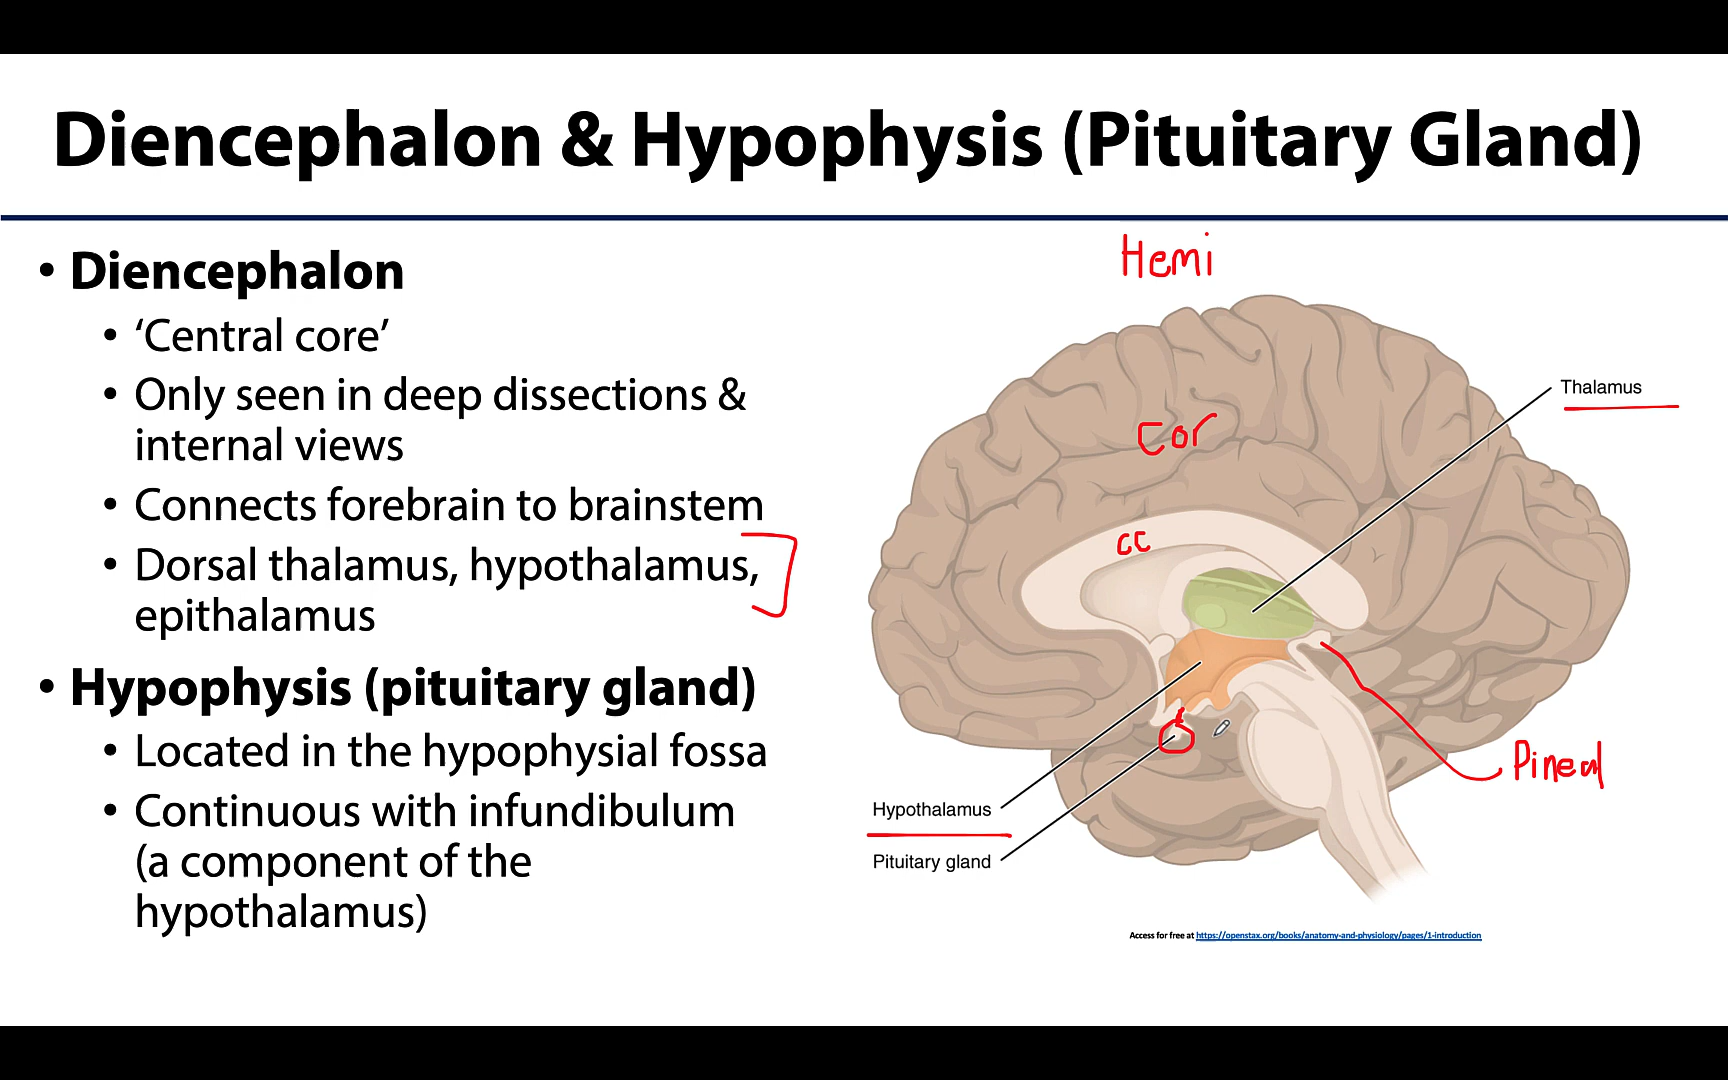 Diencephalon & Hypophysis (Pituitary Gland)
• Diencephalon
• ‘Central core’
• Only seen in deep dissections &
internal views
• Connects forebrain to brainstem
• Dorsal thalamus, hypothalamus,
epithalamus
• Hypophysis (pituitary gland)
• Located in the hypophysial fossa
• Continuous with infundibulum
(a component of the
hypothalamus)
Hemi
Thalamus
Cor
CC
Pineal
Hypothalamus
Pituitary gland
Access for free at https://openstax.org/books/anatomy-and-physiology/pages/1-introduction